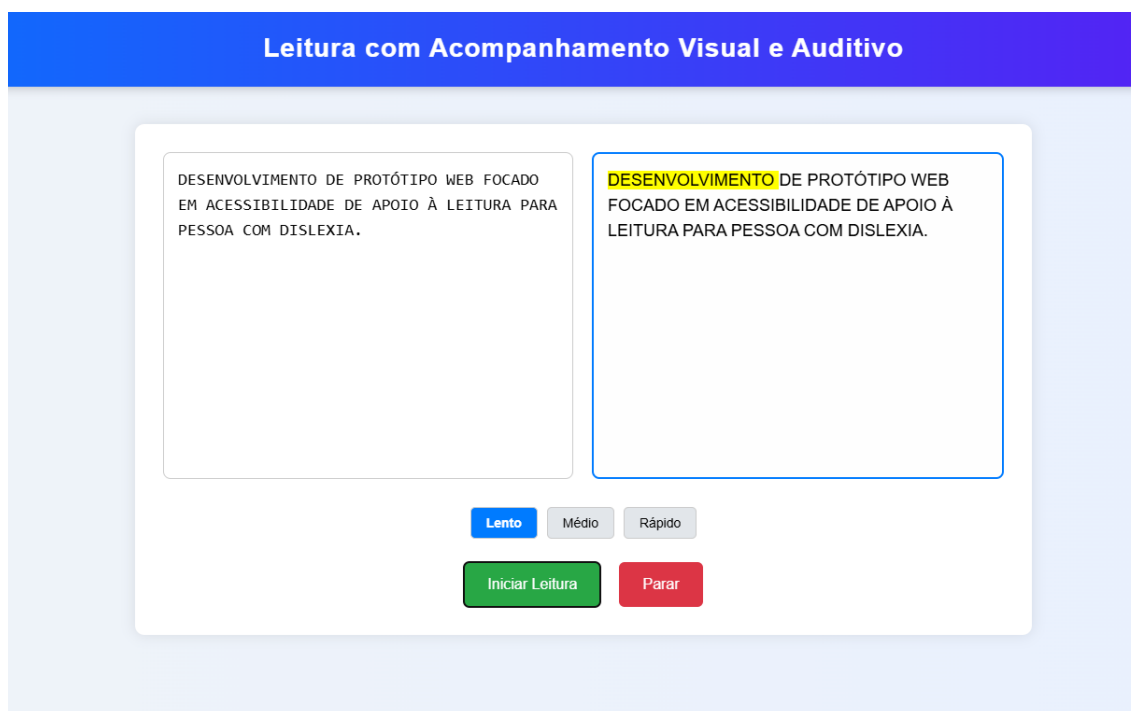 Leitura com Acompanhamento Visual e Auditivo
DESENVOLVIMENTO DE PROTÓTIPO WEB FOCADO
EM ACESSIBILIDADE DE APOIO À LEITURA PARA
PESSOA COM DISLEXIA.
DESENVOLVIMENTO DE PROTÓTIPO WEB
FOCADO EM ACESSIBILIDADE DE APOIO À
LEITURA PARA PESSOA COM DISLEXIA.
Lento
Médio
Rápido
Iniciar Leitura
Parar